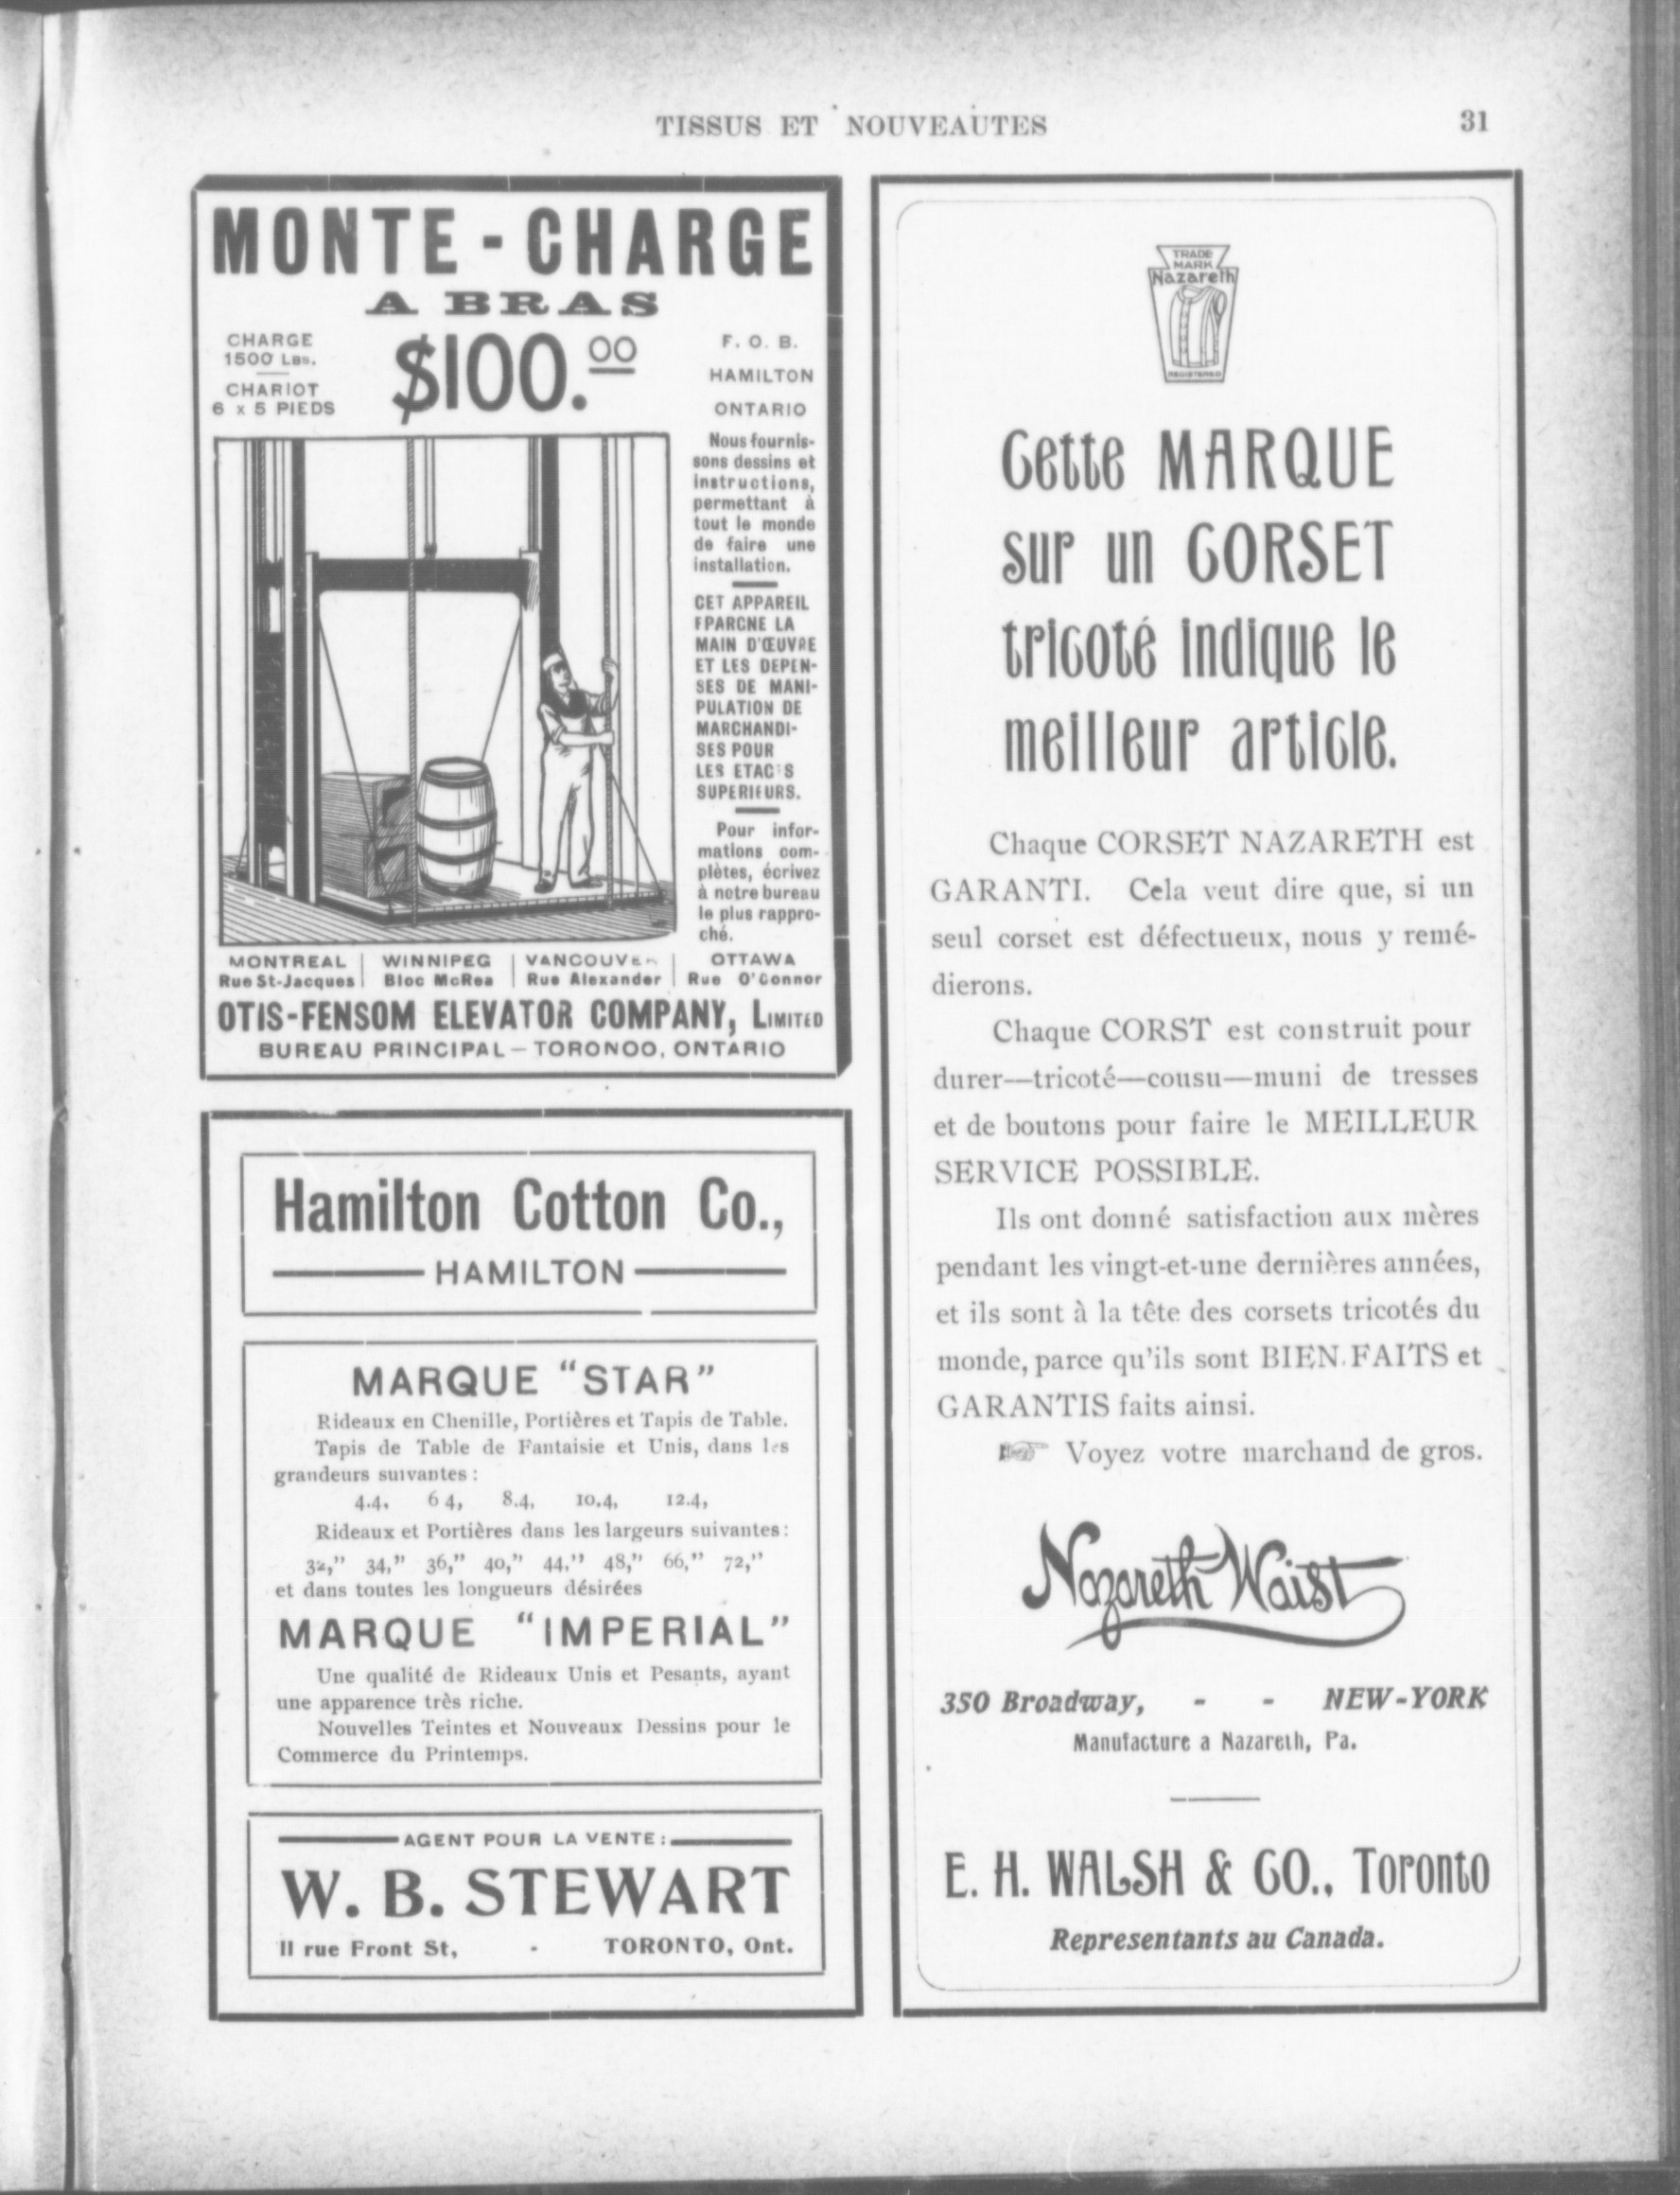 TISSUS ET NOUVEAUTES
31
MONTE-CHARGE
A BRAS
CHARGE
1500 LBS.
CHARIOT
6 x 5 PIEDS
$100.00
F. O. B.
HAMILTON
ONTARIO
Nous fournis-
sons dessins et
instructions,
permettant à
tout le monde
de faire une
installation.
CET APPAREIL
EPARGNE LA
MAIN D'ŒUVRE
ET LES DEPEN-
SES DE MANI-
PULATION DE
MARCHANDI-
SES POUR
LES ETAGES
SUPERIEURS.
Pour infor-
mations com-
plètes, écrivez
à notre bureau
le plus rappro-
ché.
MONTREAL
Rue St-Jacques
WINNIPEG
Bloc McRea
VANCOUVER
Rue Alexander
OTTAWA
Rue O'Connor
OTIS-FENSOM ELEVATOR COMPANY, LIMITED
BUREAU PRINCIPAL—TORONOO, ONTARIO
Hamilton Cotton Co.,
HAMILTON
MARQUE "STAR"
Rideaux en Chenille, Portières et Tapis de Table.
Tapis de Table de Fantaisie et Unis, dans les
grandeurs suivantes :
4.4, 6 4, 8.4, 10.4, 12.4,
Rideaux et Portières dans les largeurs suivantes:
32," 34," 36," 40," 44," 48," 66," 72,"
et dans toutes les longueurs désirées
MARQUE "IMPERIAL"
Une qualité de Rideaux Unis et Pesants, ayant
une apparence très riche.
Nouvelles Teintes et Nouveaux Dessins pour le
Commerce du Printemps.
AGENT POUR LA VENTE:
W. B. STEWART
11 rue Front St, - TORONTO, Ont.
TRADE
MARK
Nazareth
REGISTERED
Cette MARQUE
sur un CORSET
tricoté indique le
meilleur article.
Chaque CORSET NAZARETH est
GARANTI. Cela veut dire que, si un
seul corset est défectueux, nous y remé-
dierons.
Chaque CORST est construit pour
durer—tricoté—cousu—muni de tresses
et de boutons pour faire le MEILLEUR
SERVICE POSSIBLE.
Ils ont donné satisfaction aux mères
pendant les vingt-et-une dernières années,
et ils sont à la tête des corsets tricotés du
monde, parce qu'ils sont BIEN FAITS et
GARANTIS faits ainsi.
☞ Voyez votre marchand de gros.
Nazareth Waist
350 Broadway, - - NEW-YORK
Manufacture a Nazareth, Pa.
E. H. WALSH & CO., Toronto
Representants au Canada.